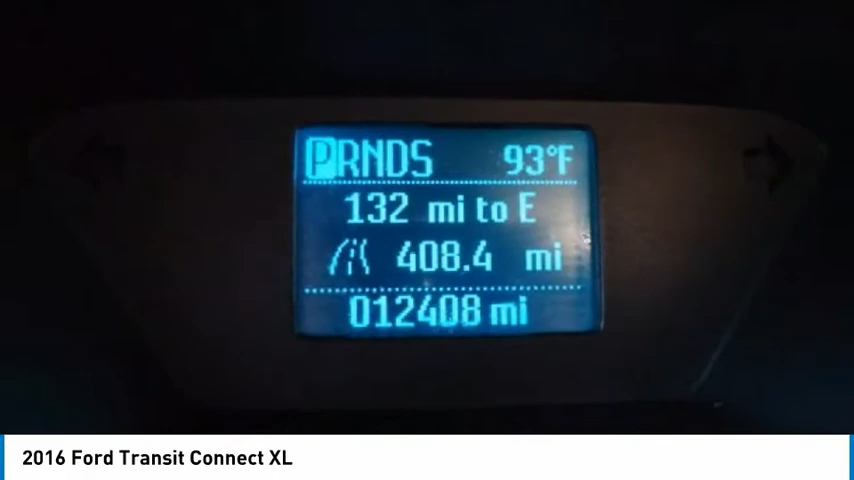 PRNDS 93°F
132 mi to E
408.4 mi
012408 mi
2016 Ford Transit Connect XL